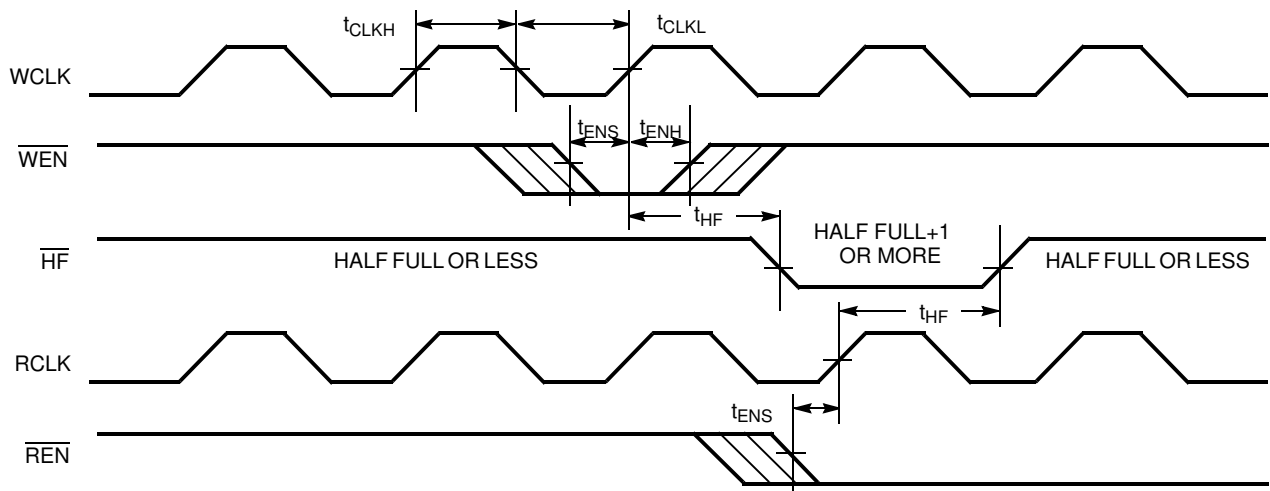 tCLKH
tCLKL
WCLK
tENS
tENH
WEN
tHF
HF
HALF FULL OR LESS
HALF FULL+1
OR MORE
HALF FULL OR LESS
tHF
RCLK
tENS
REN